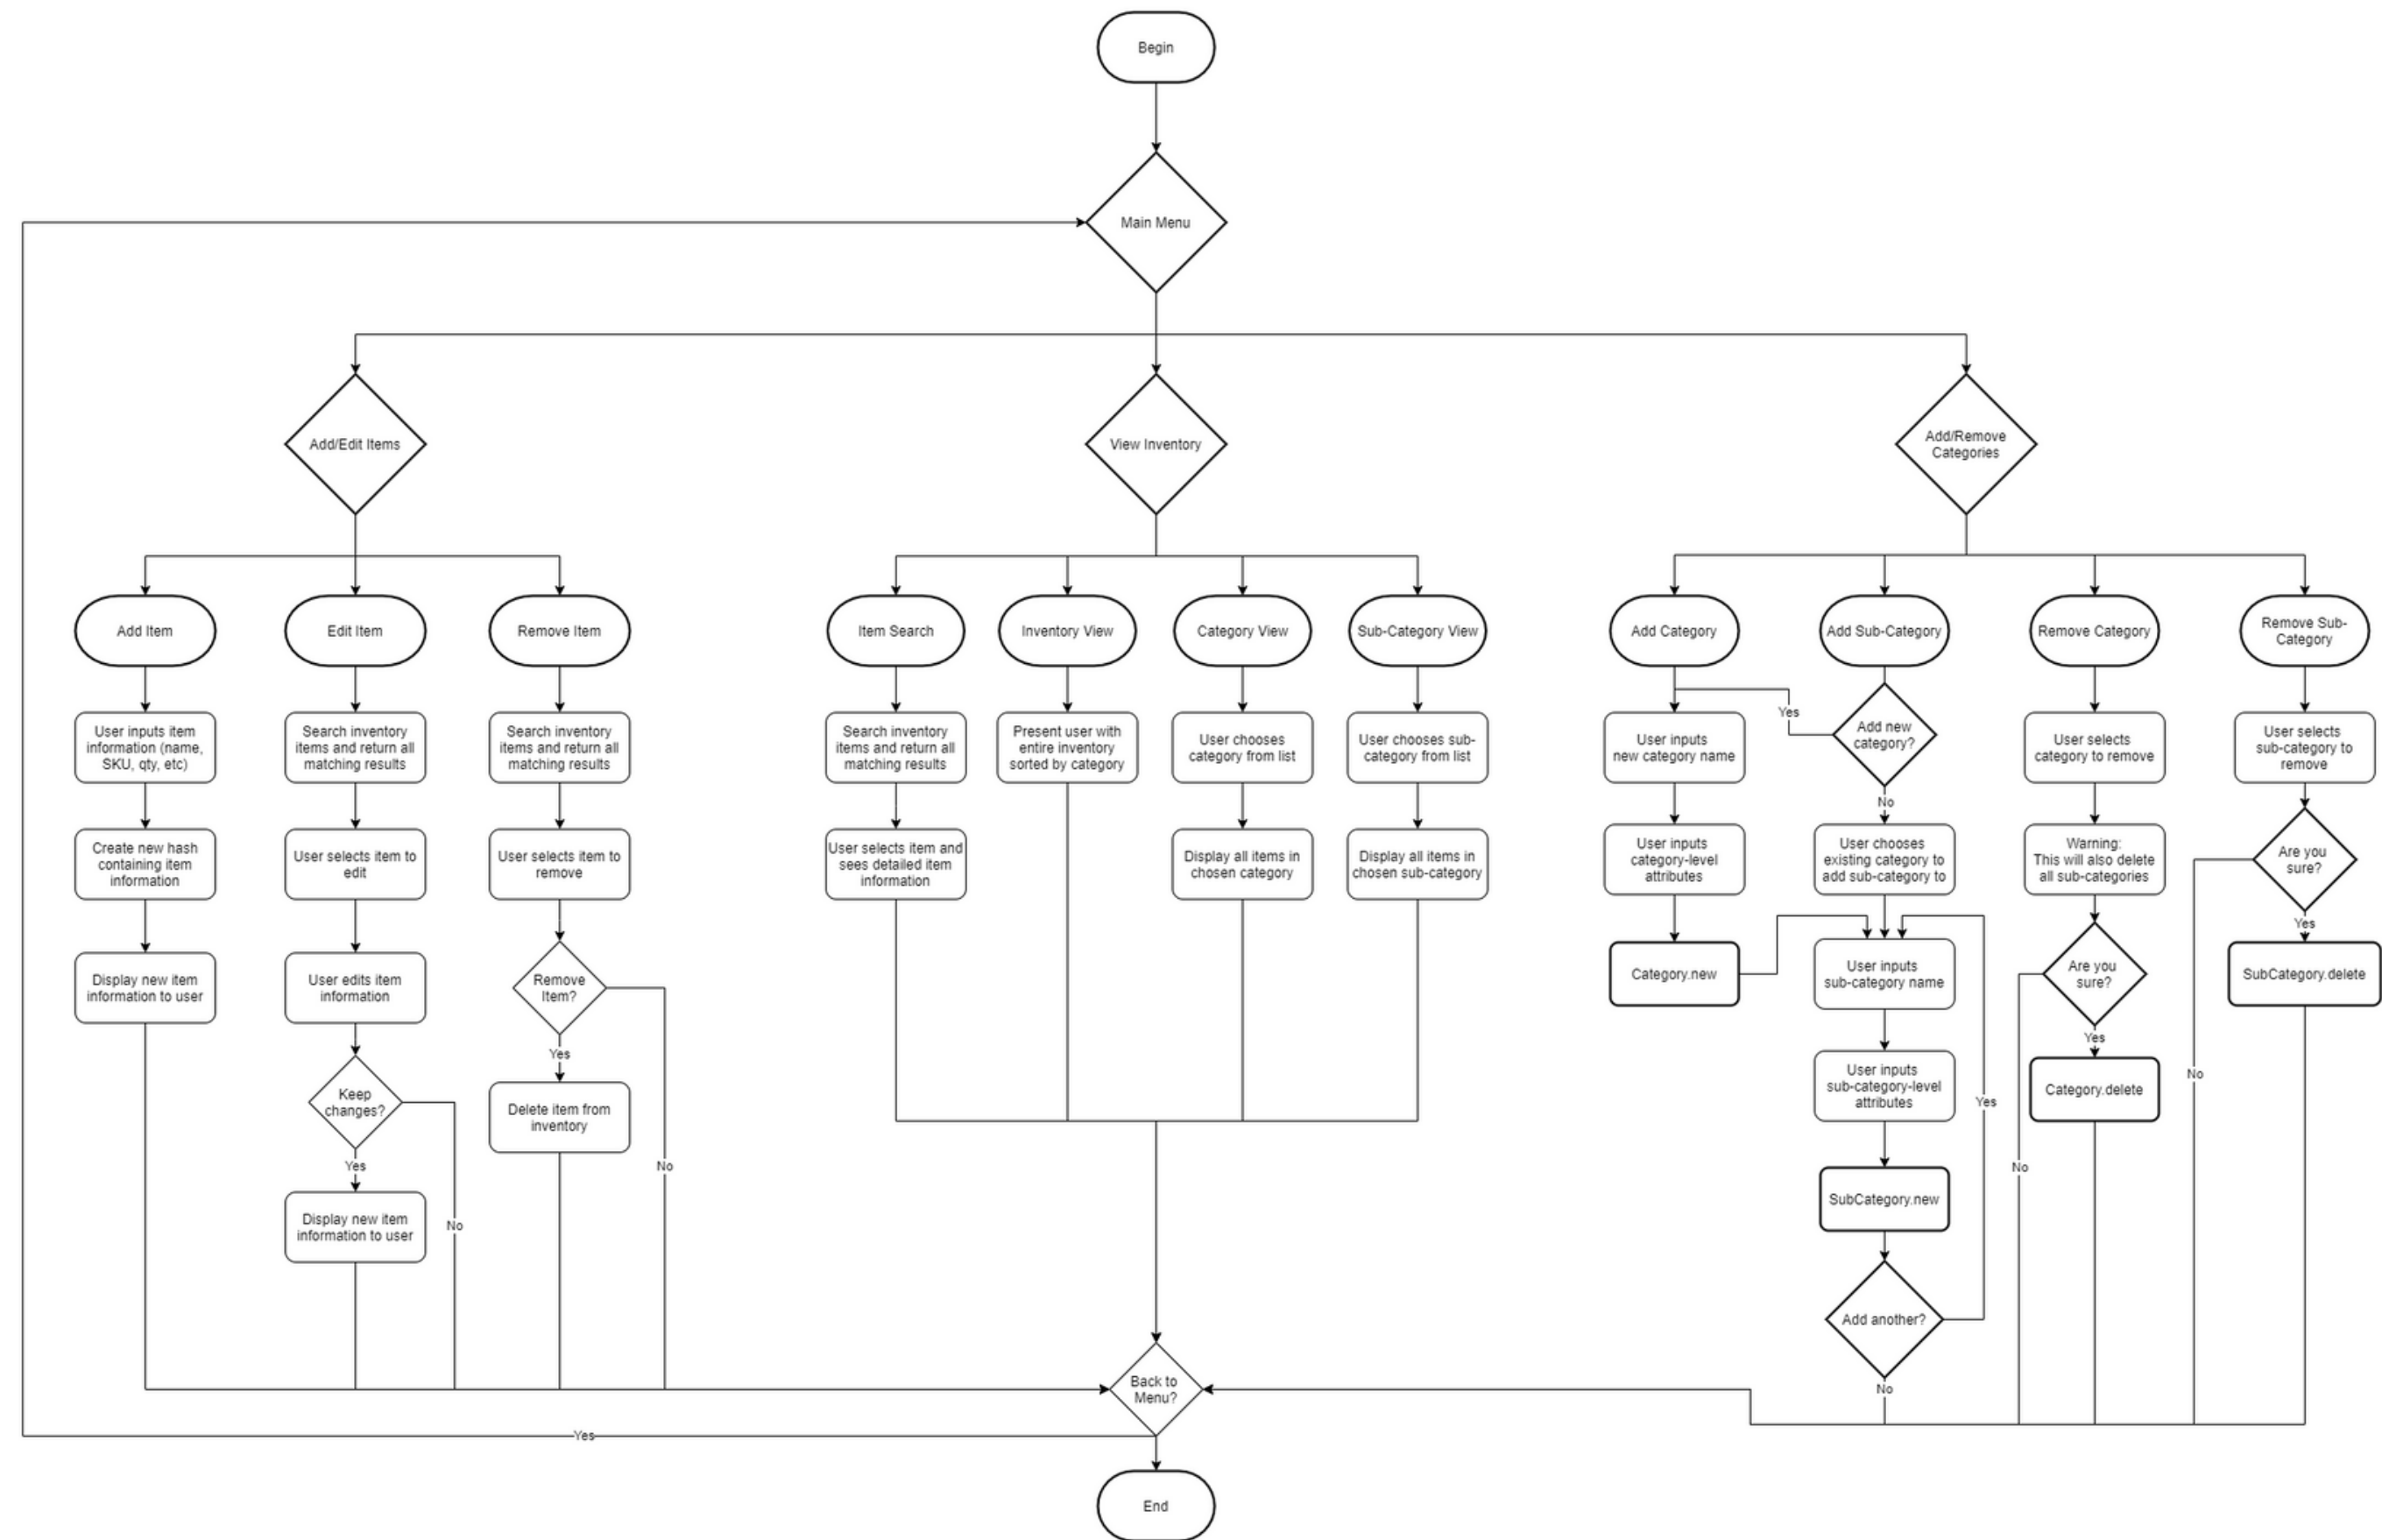 Begin
Main Menu
Add/Edit Items
View Inventory
Add/Remove
Categories
Add Item
Edit Item
Remove Item
Item Search
Inventory View
Category View
Sub-Category View
Add Category
Add Sub-Category
Remove Category
Remove Sub-
Category
User inputs item
information (name,
SKU, qty, etc)
Search inventory
items and return all
matching results
Search inventory
items and return all
matching results
Search inventory
items and return all
matching results
Present user with
entire inventory
sorted by category
User chooses
category from list
User chooses sub-
category from list
User inputs
new category name
Yes
Add new
category?
No
User selects
category to remove
User selects
sub-category to
remove
Create new hash
containing item
information
User selects item to
edit
User selects item to
remove
User selects item and
sees detailed item
information
Display all items in
chosen category
Display all items in
chosen sub-category
User inputs
category-level
attributes
User chooses
existing category to
add sub-category to
Warning:
This will also delete
all sub-categories
Are you
sure?
Yes
Display new item
information to user
User edits item
information
Remove
Item?
Yes
Category.new
User inputs
sub-category name
Are you
sure?
Yes
SubCategory.delete
No
Keep
changes?
Yes
Delete item from
inventory
No
User inputs
sub-category-level
attributes
Yes
Category.delete
No
Display new item
information to user
No
SubCategory.new
Add another?
No
Back to
Menu?
Yes
End